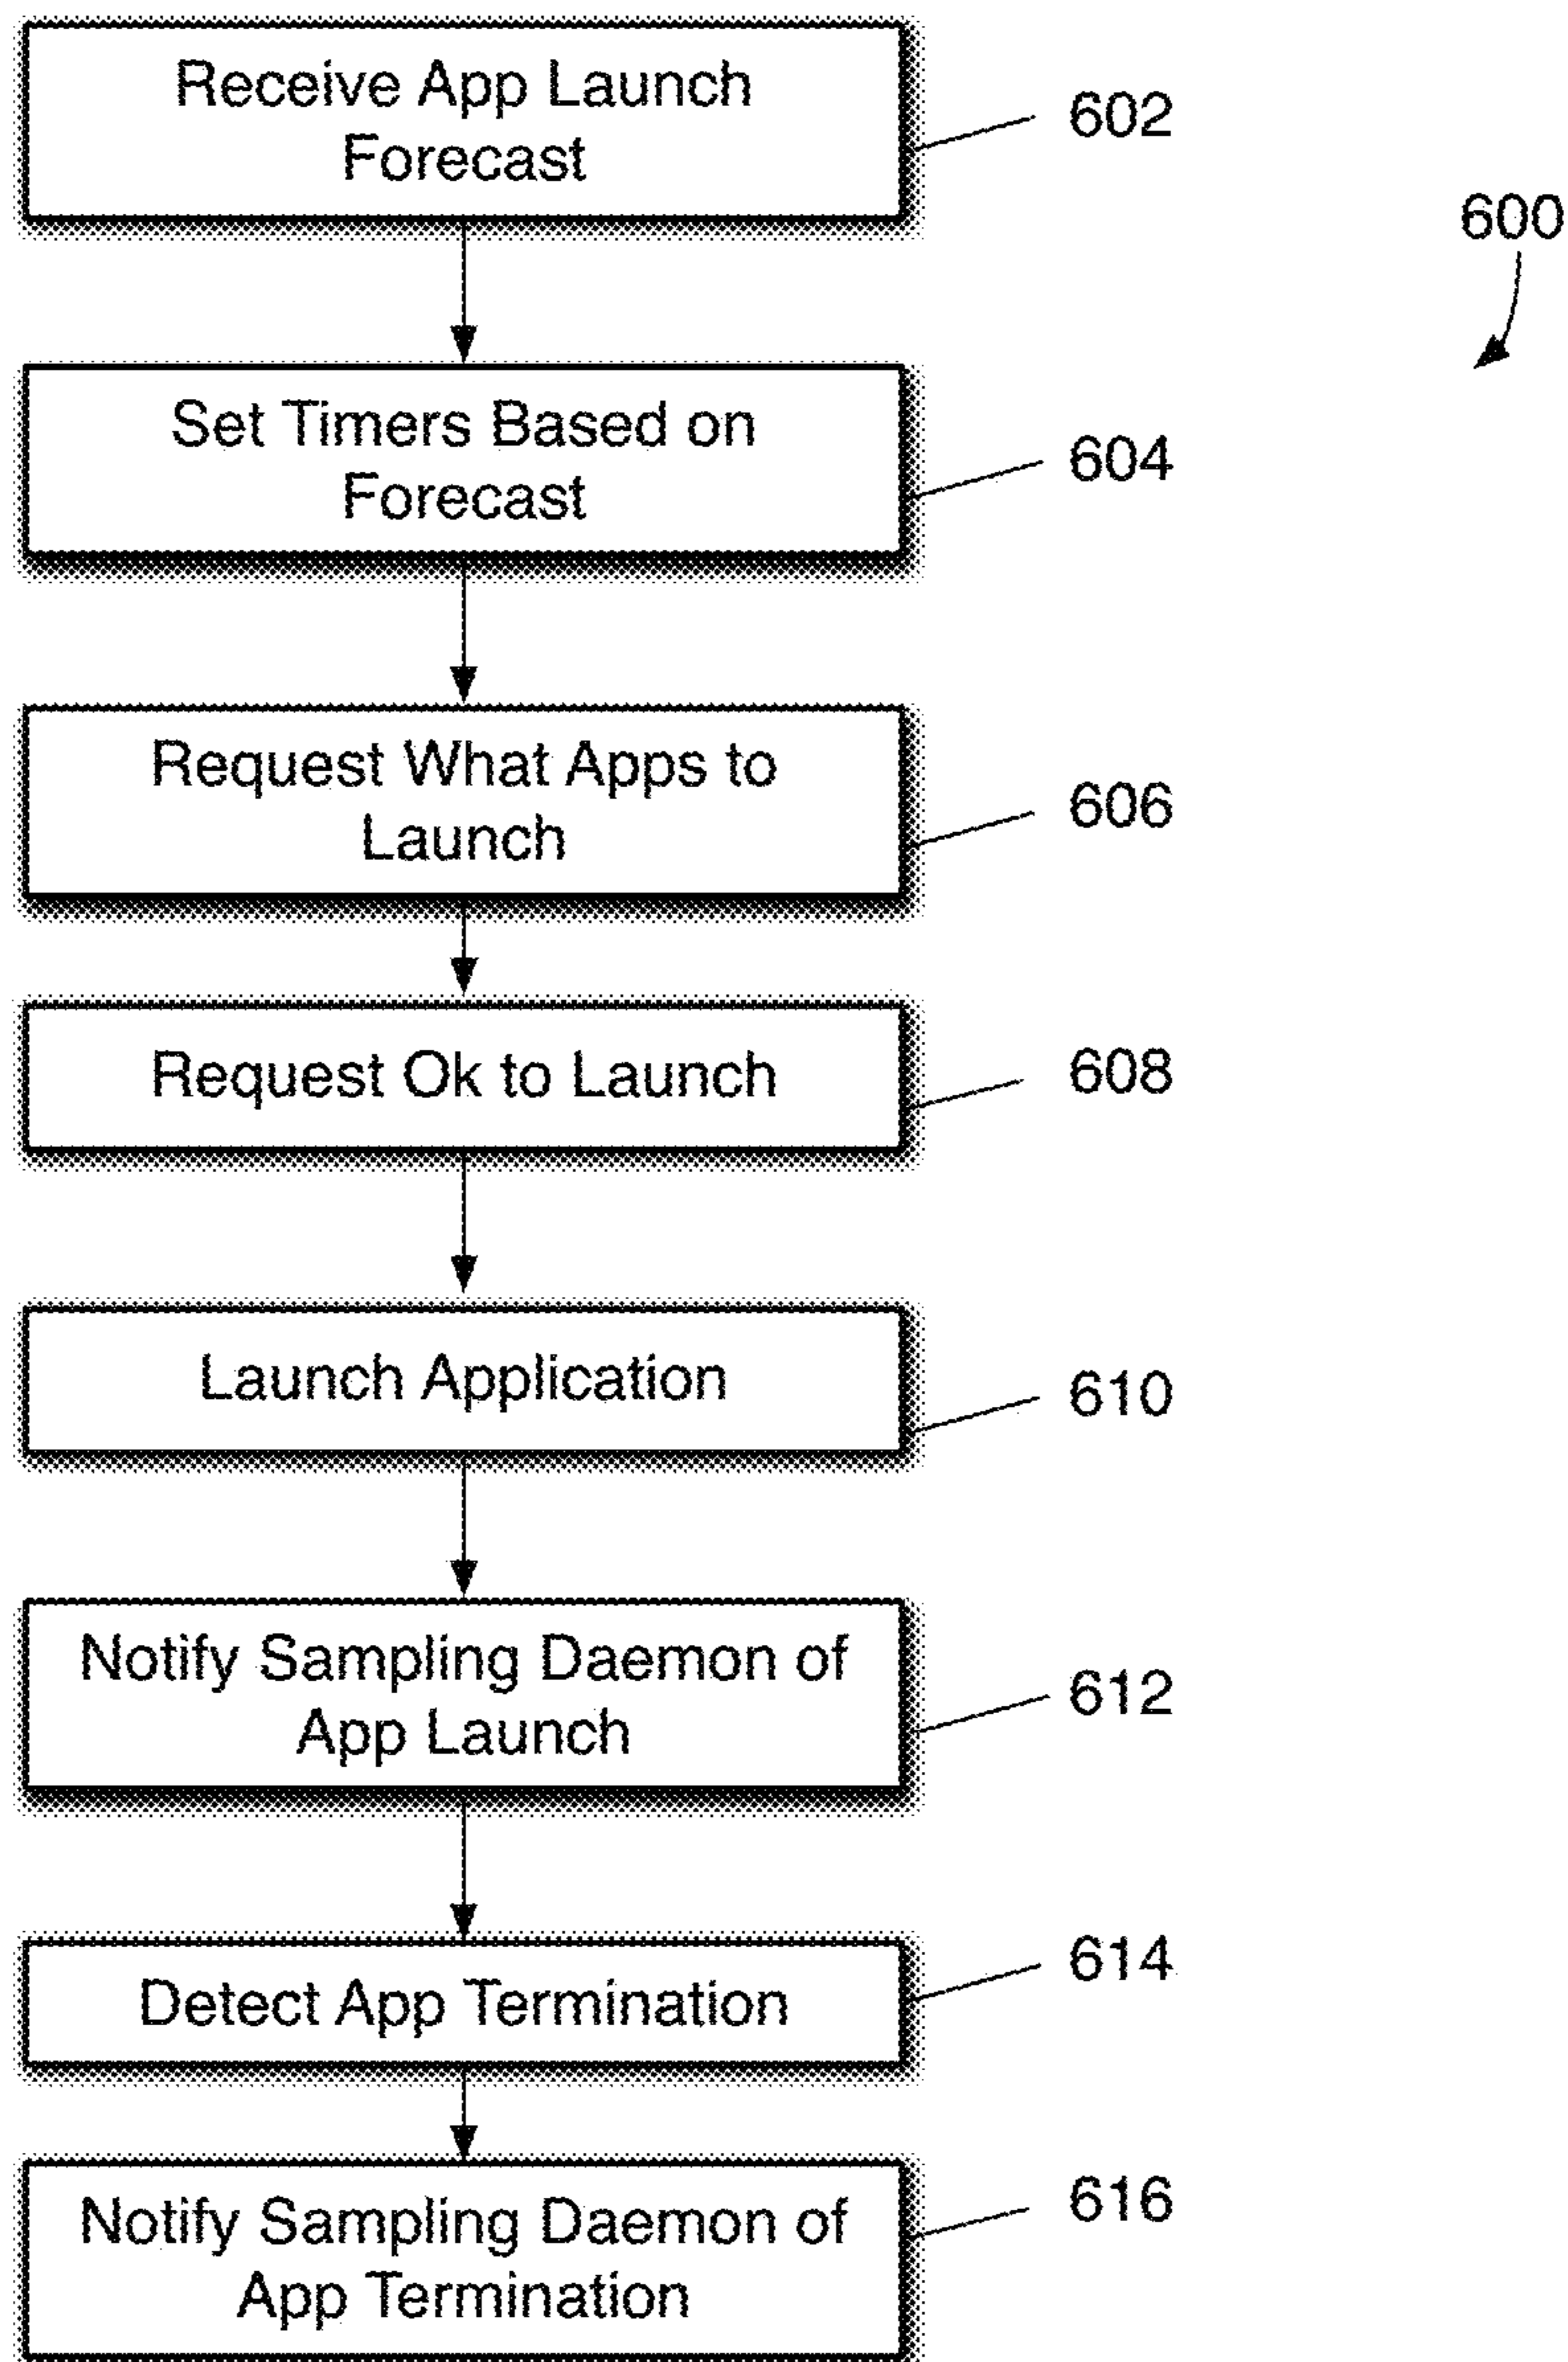 Receive App Launch
Forecast
602
600
Set Timers Based on
Forecast
604
Request What Apps to
Launch
606
Request Ok to Launch
608
Launch Application
610
Notify Sampling Daemon of
App Launch
612
Detect App Termination
614
Notify Sampling Daemon of
App Termination
616